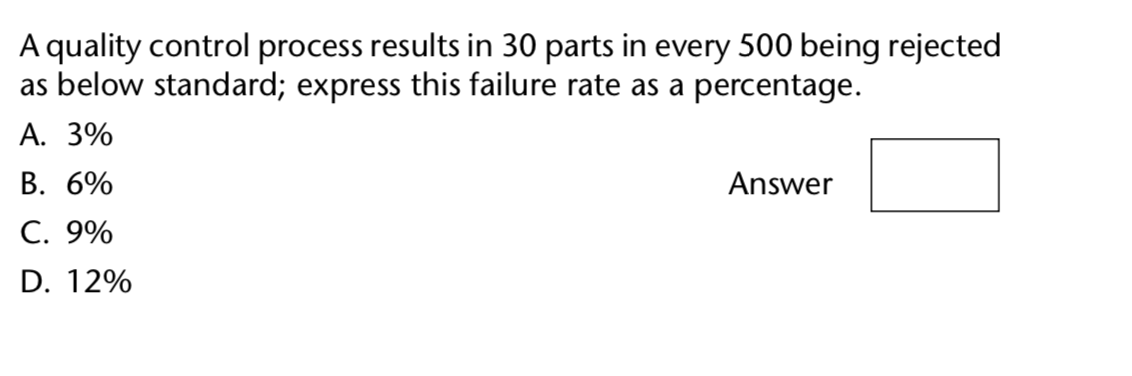 A quality control process results in 30 parts in every 500 being rejected
as below standard; express this failure rate as a percentage.
A. 3%
B. 6%
Answer
C. 9%
D. 12%